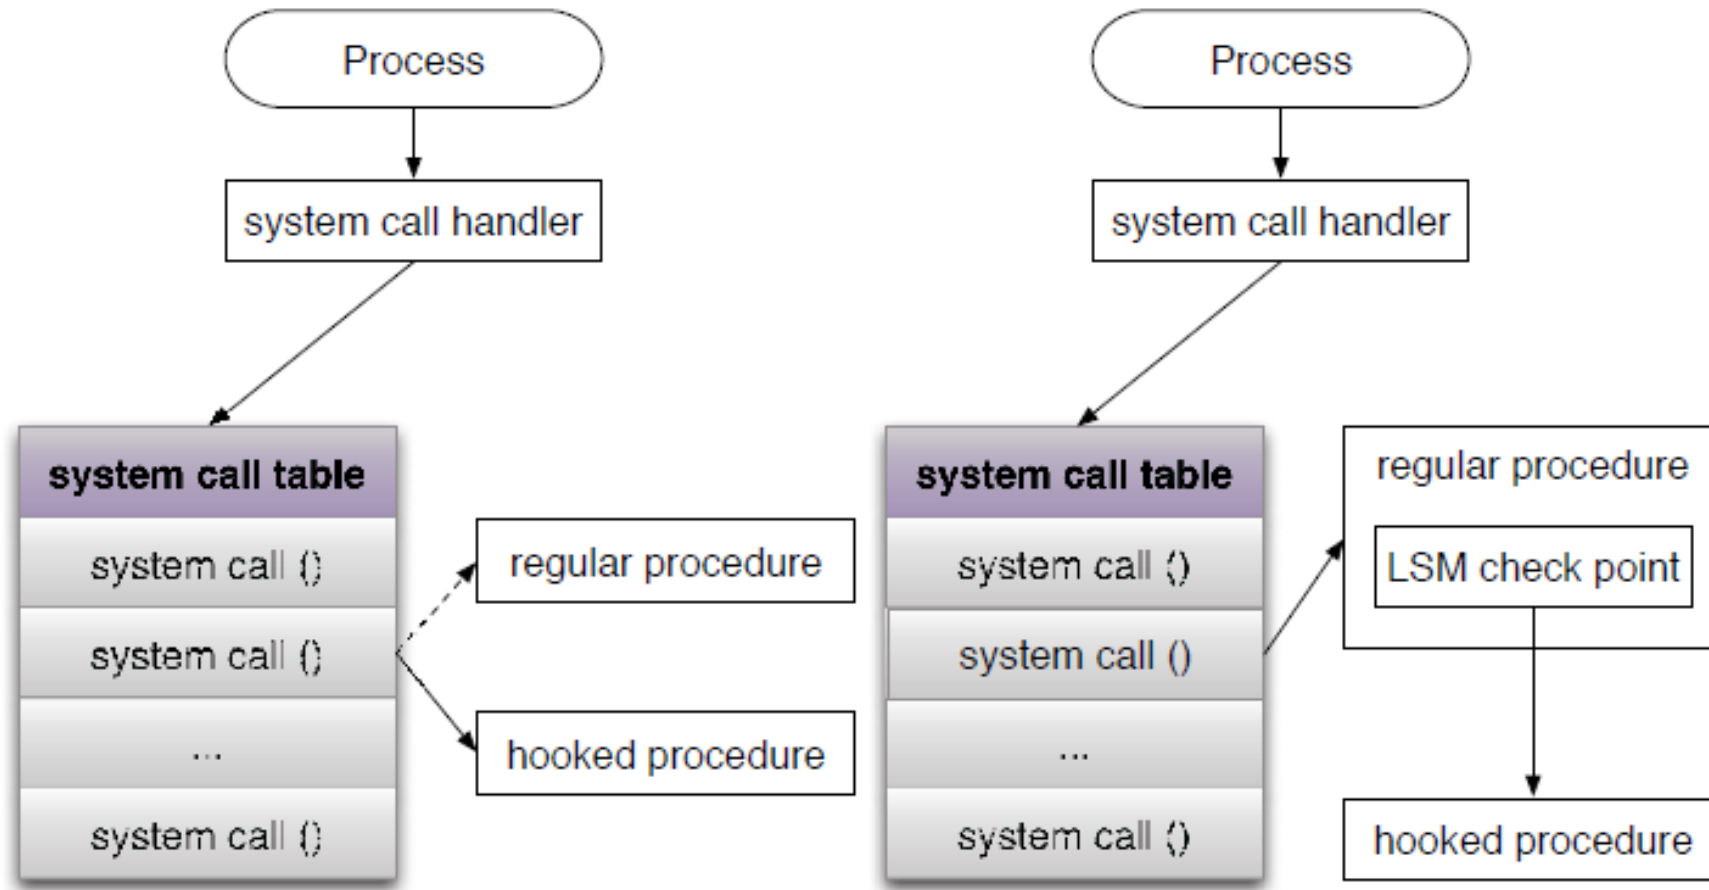 Process
system call handler
system call table
system call ()
system call ()
...
system call ()
regular procedure
hooked procedure
Process
system call handler
system call table
system call ()
system call ()
...
system call ()
regular procedure
LSM check point
hooked procedure